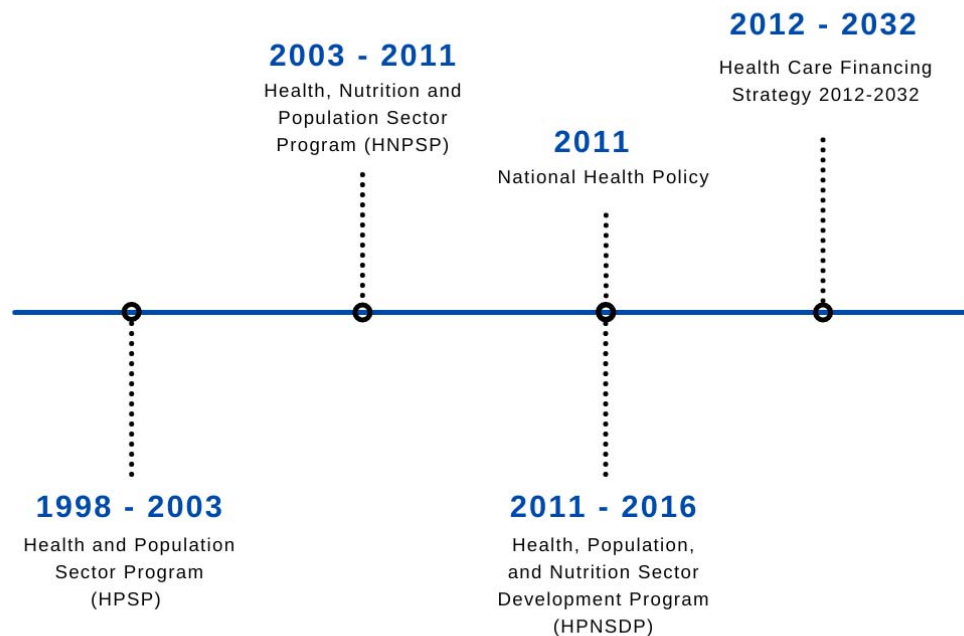 2012 - 2032
Health Care Financing
Strategy 2012-2032
2003 - 2011
Health, Nutrition and
Population Sector
Program (HNPSP)
2011
National Health Policy
1998 - 2003
Health and Population
Sector Program
(HPSP)
2011 - 2016
Health, Population,
and Nutrition Sector
Development Program
(HPNSDP)